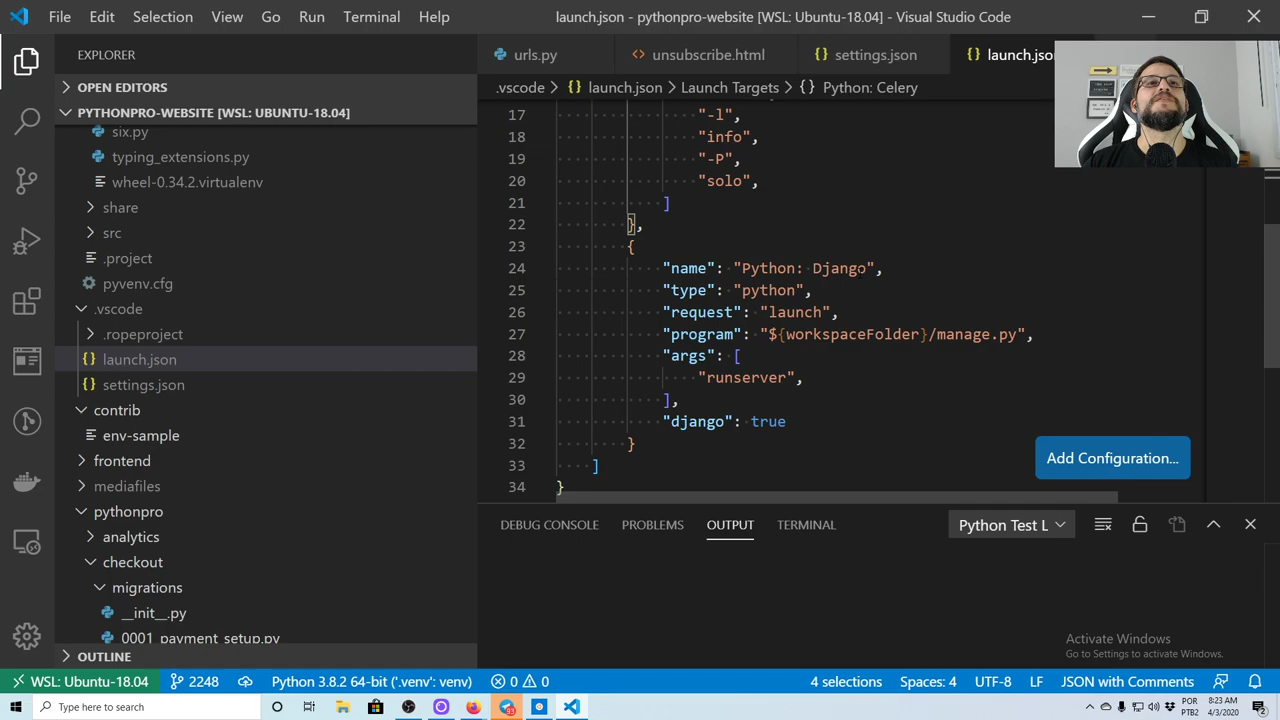 File Edit Selection View Go Run Terminal Help
launch.json - pythonpro-website [WSL: Ubuntu-18.04] - Visual Studio Code
EXPLORER
OPEN EDITORS
PYTHONPRO-WEBSITE [WSL: UBUNTU-18.04]
six.py
typing_extensions.py
wheel-0.34.2.virtualenv
share
src
.project
pyvenv.cfg
.vscode
.ropeproject
launch.json
settings.json
contrib
env-sample
frontend
mediafiles
pythonpro
analytics
checkout
migrations
__init__.py
0001_payment_setup.py
OUTLINE
urls.py
unsubscribe.html
settings.json
launch.json
.vscode > launch.json > Launch Targets > Python: Celery
17 "-l",
18 "info",
19 "-P",
20 "solo",
21 ]
22 },
23 {
24 "name": "Python: Django",
25 "type": "python",
26 "request": "launch",
27 "program": "${workspaceFolder}/manage.py",
28 "args": [
29 "runserver",
30 ],
31 "django": true
32 }
33 ]
34 }
Add Configuration...
DEBUG CONSOLE PROBLEMS OUTPUT TERMINAL
Python Test L
Activate Windows
Go to Settings to activate Windows.
WSL: Ubuntu-18.04 2248 Python 3.8.2 64-bit ('.venv': venv) 0 0
4 selections Spaces: 4 UTF-8 LF JSON with Comments
Type here to search
93
POR
PTB2
8:23 AM
4/3/2020
2